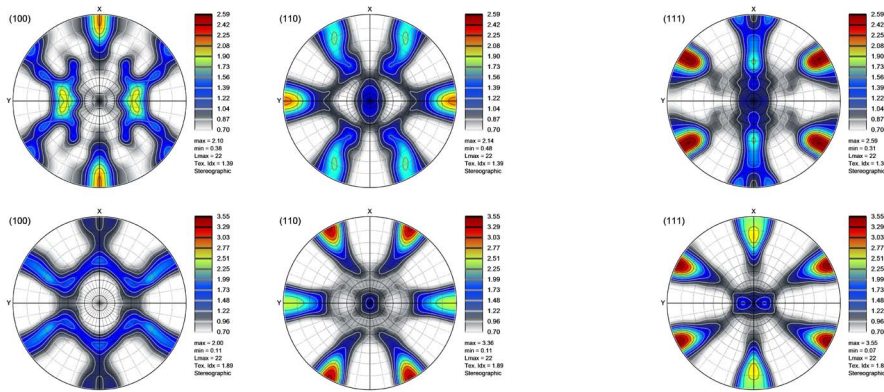 (100)
X
Y
2.59
2.42
2.25
2.08
1.90
1.73
1.56
1.39
1.22
1.04
0.87
0.70
max = 2.10
min = 0.38
Lmax = 22
Tex. Idx = 1.39
Stereographic
(110)
X
Y
2.59
2.42
2.25
2.08
1.90
1.73
1.56
1.39
1.22
1.04
0.87
0.70
max = 2.14
min = 0.48
Lmax = 22
Tex. Idx = 1.39
Stereographic
(111)
X
Y
2.59
2.42
2.25
2.08
1.90
1.73
1.56
1.39
1.22
1.04
0.87
0.70
max = 2.59
min = 0.31
Lmax = 22
Tex. Idx = 1.3
Stereographic
(100)
X
Y
3.55
3.29
3.03
2.77
2.51
2.25
1.99
1.73
1.48
1.22
0.96
0.70
max = 2.00
min = 0.11
Lmax = 22
Tex. Idx = 1.89
Stereographic
(110)
X
Y
3.55
3.29
3.03
2.77
2.51
2.25
1.99
1.73
1.48
1.22
0.96
0.70
max = 3.36
min = 0.11
Lmax = 22
Tex. Idx = 1.89
Stereographic
(111)
X
Y
3.55
3.29
3.03
2.77
2.51
2.25
1.99
1.73
1.48
1.22
0.96
0.70
max = 3.55
min = 0.07
Lmax = 22
Tex. Idx = 1.8
Stereographic